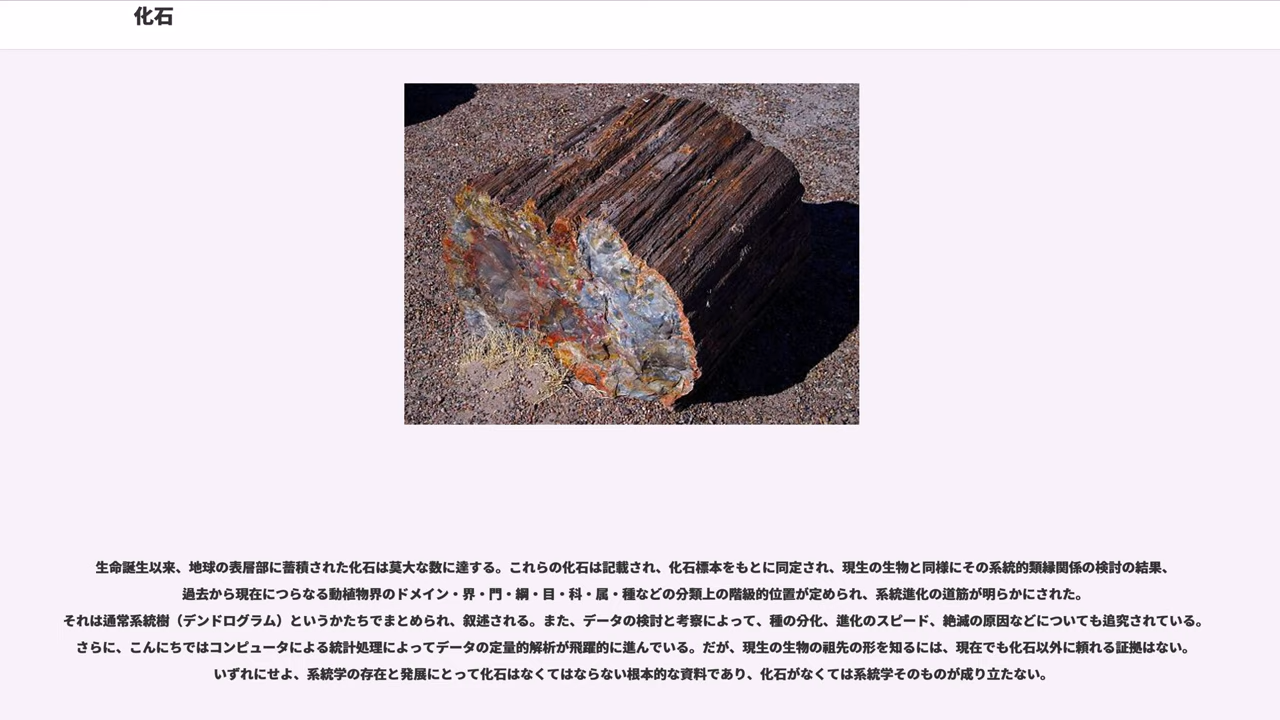 化石
生命誕生以来、地球の表層部に蓄積された化石は莫大な数に達する。これらの化石は記載され、化石標本をもとに同定され、現生の生物と同様にその系統的類縁関係の検討の結果、
過去から現在につらなる動植物界のドメイン・界・門・綱・目・科・属・種などの分類上の階級的位置が定められ、系統進化の道筋が明らかにされた。
それは通常系統樹（デンドログラム）というかたちでまとめられ、叙述される。また、データの検討と考察によって、種の分化、進化のスピード、絶滅の原因などについても追究されている。
さらに、こんにちではコンピュータによる統計処理によってデータの定量的解析が飛躍的に進んでいる。だが、現生の生物の祖先の形を知るには、現在でも化石以外に頼れる証拠はない。
いずれにせよ、系統学の存在と発展にとって化石はなくてはならない根本的な資料であり、化石がなくては系統学そのものが成り立たない。